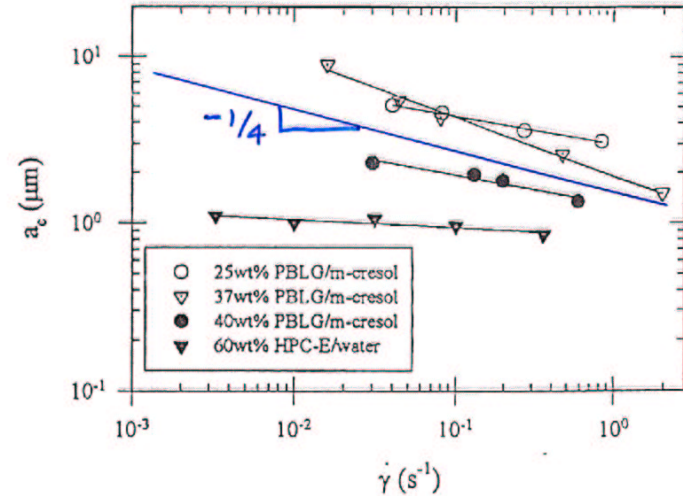 10¹
10⁰
10⁻¹
a_c (μm)
-1/4
25wt% PBLG/m-cresol
37wt% PBLG/m-cresol
40wt% PBLG/m-cresol
60wt% HPC-E/water
10⁻³ 10⁻² 10⁻¹ 10⁰
γ̇ (s⁻¹)